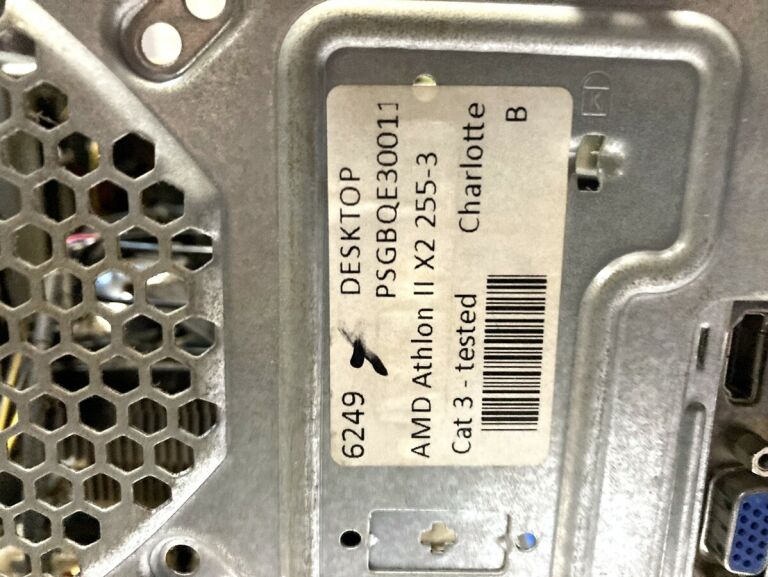 6249 DESKTOP
PSGBQE30011
AMD Athlon II X2 255-3
Cat 3 - tested Charlotte
B